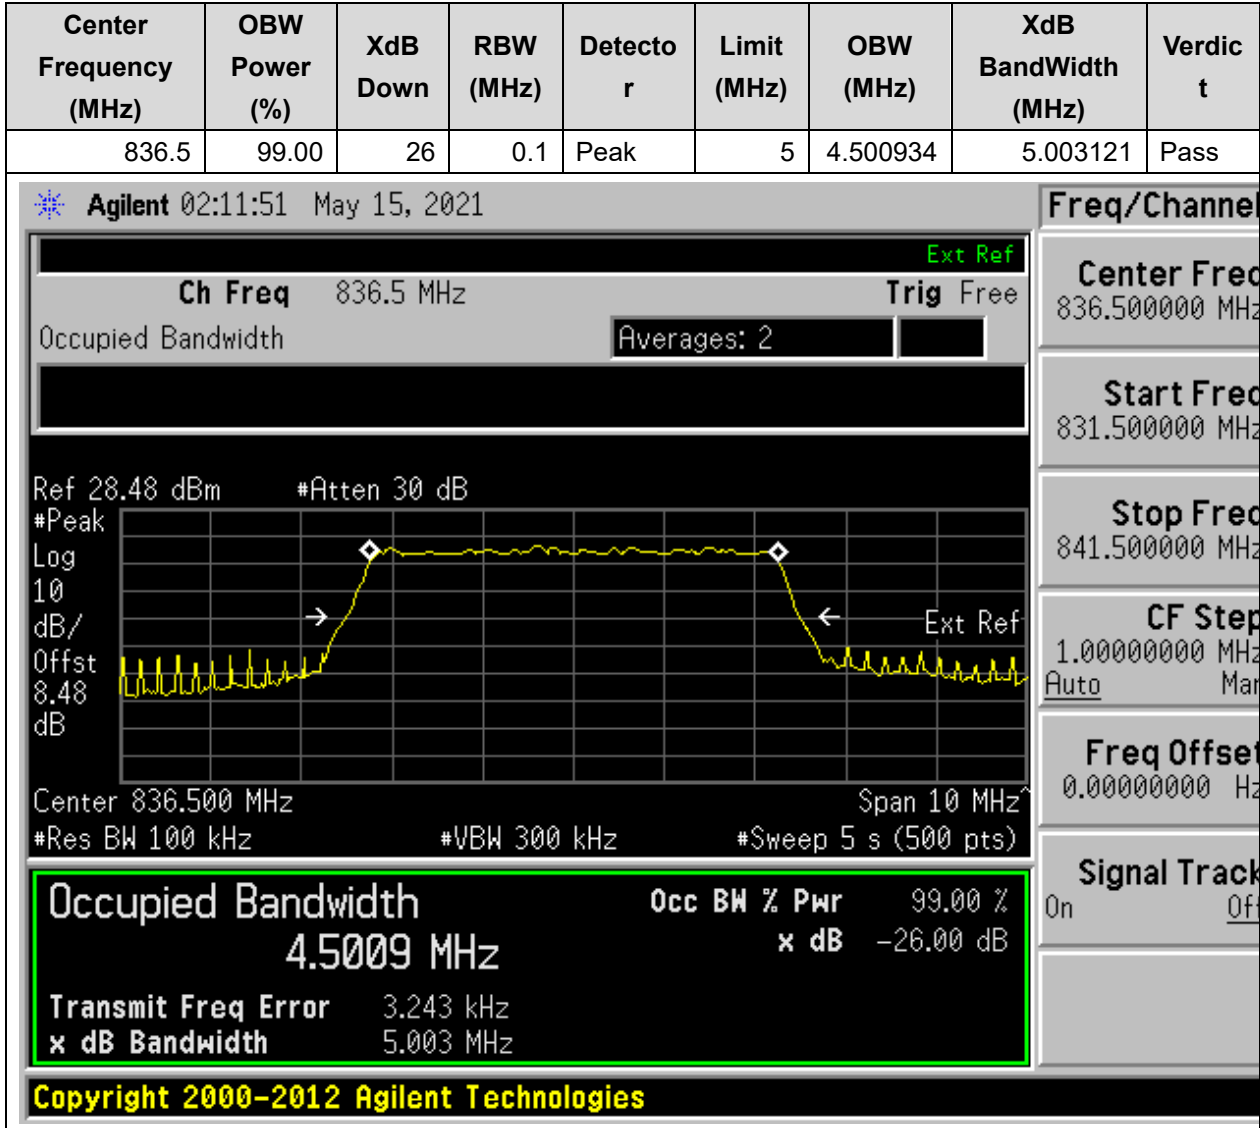 Center Frequency (MHz) OBW Power (%) XdB Down RBW (MHz) Detecto r Limit (MHz) OBW (MHz) XdB BandWidth (MHz) Verdic t
836.5 99.00 26 0.1 Peak 5 4.500934 5.003121 Pass
Agilent 02:11:51 May 15, 2021
Ext Ref
Ch Freq 836.5 MHz Trig Free
Occupied Bandwidth Averages: 2
Ref 28.48 dBm #Atten 30 dB
#Peak
Log
10
dB/
Offst
8.48
dB
Ext Ref
Center 836.500 MHz Span 10 MHz^
#Res BW 100 kHz #VBW 300 kHz #Sweep 5 s (500 pts)
Occupied Bandwidth Occ BW % Pwr 99.00 %
4.5009 MHz x dB -26.00 dB
Transmit Freq Error 3.243 kHz
x dB Bandwidth 5.003 MHz
Copyright 2000-2012 Agilent Technologies
Freq/Channel
Center Freq
836.500000 MHz
Start Freq
831.500000 MHz
Stop Freq
841.500000 MHz
CF Step
1.00000000 MHz
Auto Man
Freq Offset
0.00000000 Hz
Signal Track
On Off